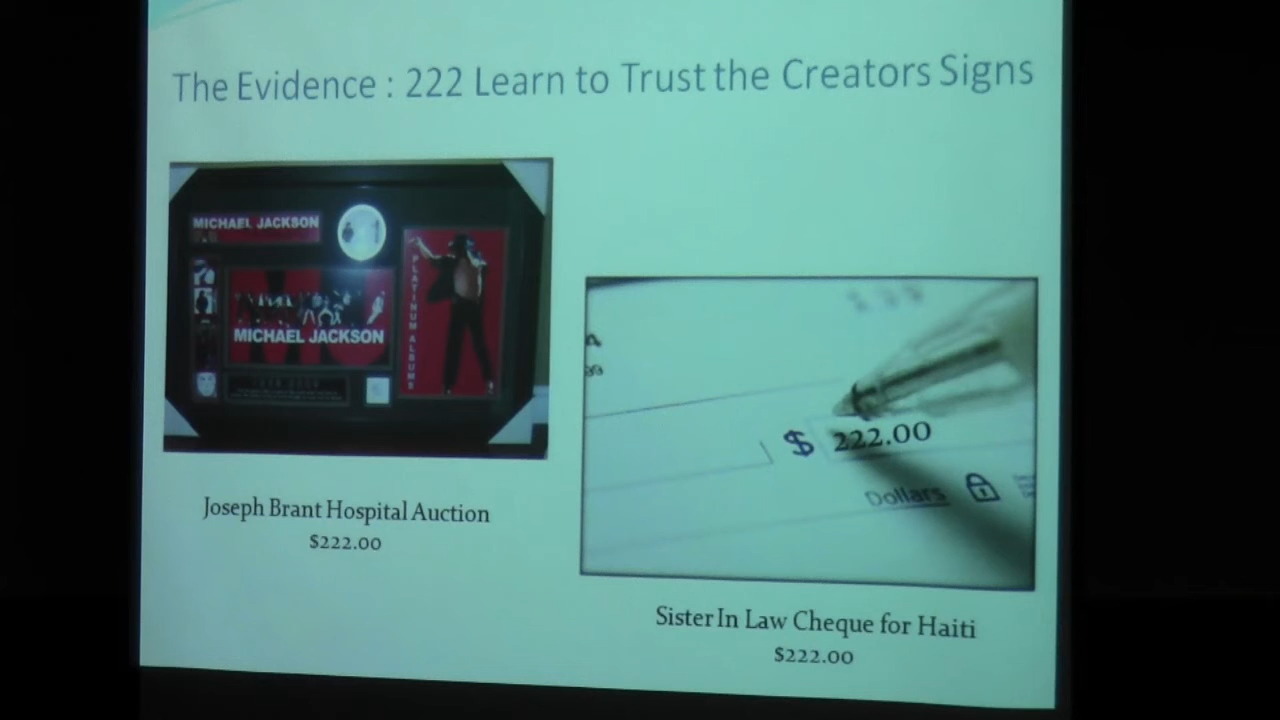 The Evidence : 222 Learn to Trust the Creators Signs
MICHAEL JACKSON
PLATINUM ALBUMS
MICHAEL JACKSON
$ 222.00
Dollars
Joseph Brant Hospital Auction
$222.00
Sister In Law Cheque for Haiti
$222.00